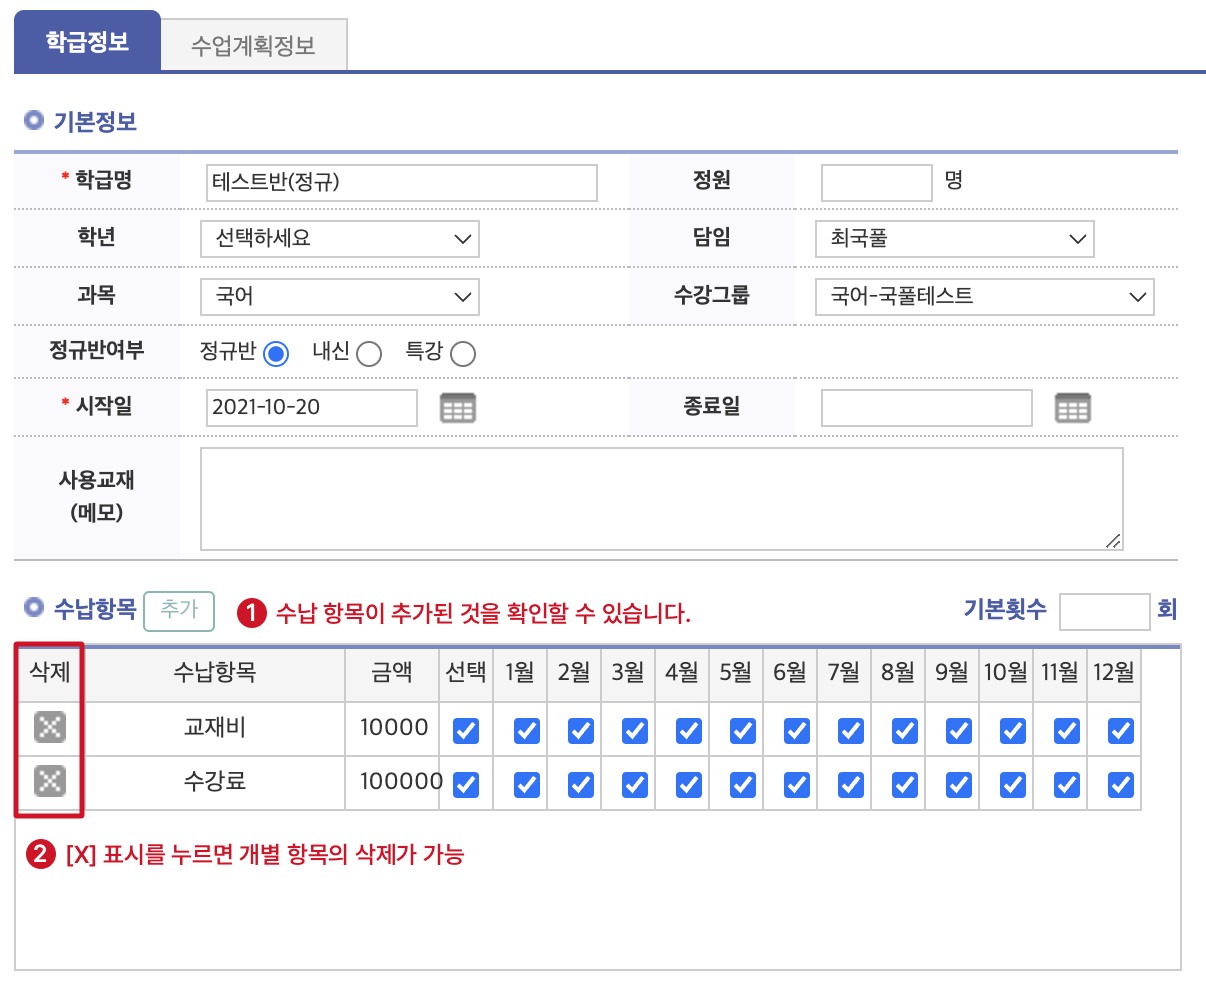 학급정보 수업계획정보
기본정보
* 학급명 테스트반(정규) 정원 명
학년 선택하세요 담임 최국풀
과목 국어 수강그룹 국어-국풀테스트
정규반여부 정규반 내신 특강
* 시작일 2021-10-20 종료일
사용교재
(메모)
수납항목 추가 1 수납 항목이 추가된 것을 확인할 수 있습니다. 기본횟수 회
삭제 수납항목 금액 선택 1월 2월 3월 4월 5월 6월 7월 8월 9월 10월 11월 12월
교재비 10000
수강료 100000
2 [X] 표시를 누르면 개별 항목의 삭제가 가능